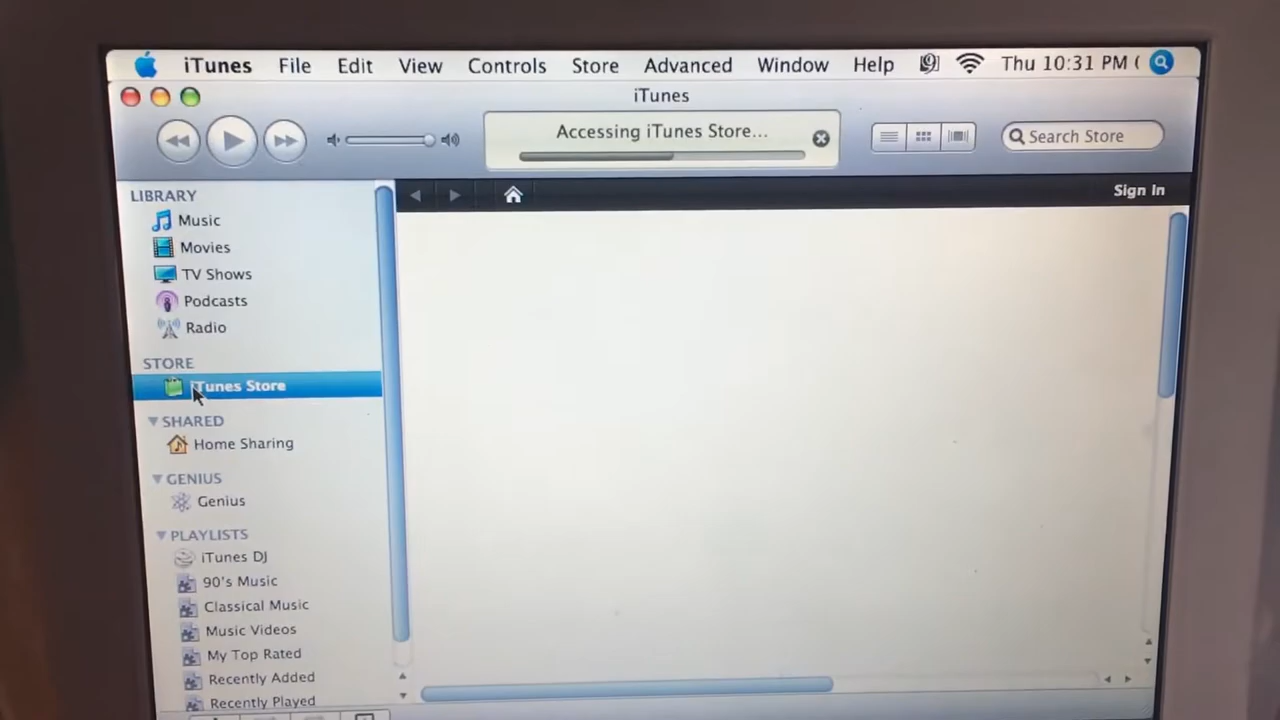 iTunes File Edit View Controls Store Advanced Window Help Thu 10:31 PM (
iTunes
Accessing iTunes Store...
Search Store
Sign In
LIBRARY
Music
Movies
TV Shows
Podcasts
Radio
STORE
iTunes Store
SHARED
Home Sharing
GENIUS
Genius
PLAYLISTS
iTunes DJ
90's Music
Classical Music
Music Videos
My Top Rated
Recently Added
Recently Played